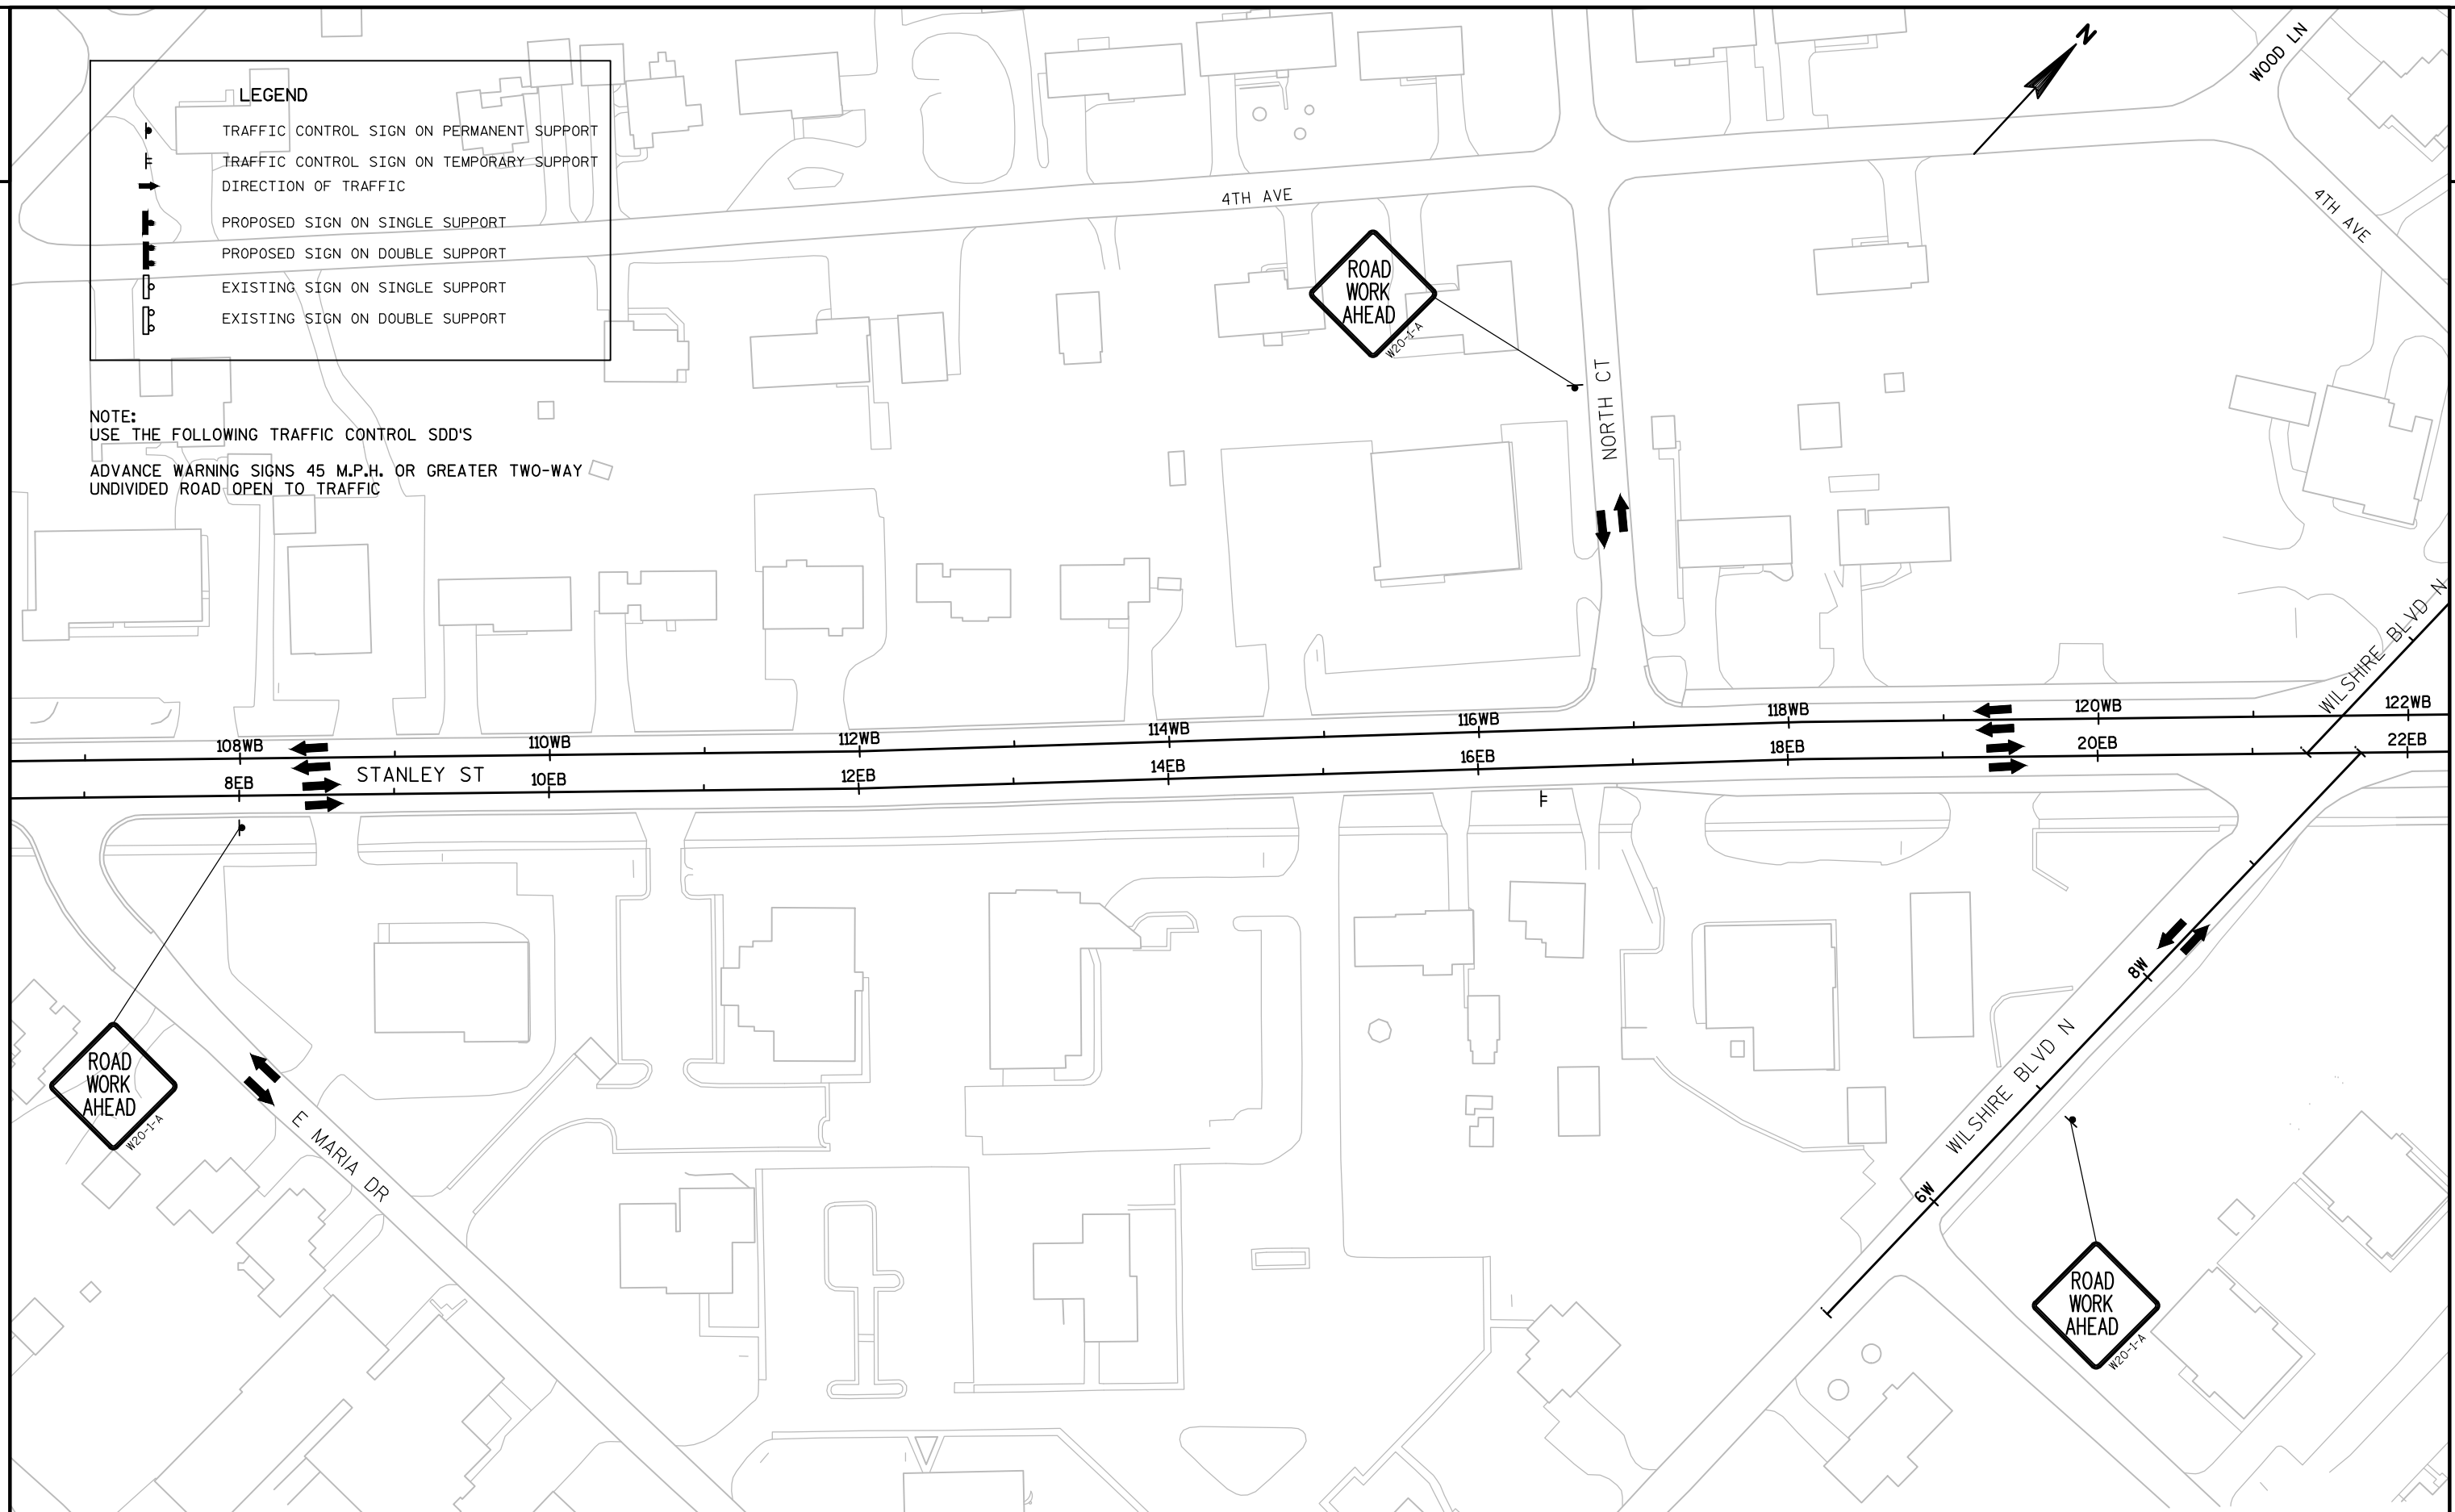 N
WOOD LN
LEGEND
TRAFFIC CONTROL SIGN ON PERMANENT SUPPORT
TRAFFIC CONTROL SIGN ON TEMPORARY SUPPORT
DIRECTION OF TRAFFIC
PROPOSED SIGN ON SINGLE SUPPORT
PROPOSED SIGN ON DOUBLE SUPPORT
EXISTING SIGN ON SINGLE SUPPORT
EXISTING SIGN ON DOUBLE SUPPORT
4TH AVE
4TH AVE
ROAD
WORK
AHEAD
W20-1-A
NORTH CT
NOTE:
USE THE FOLLOWING TRAFFIC CONTROL SDD'S
ADVANCE WARNING SIGNS 45 M.P.H. OR GREATER TWO-WAY
UNDIVIDED ROAD OPEN TO TRAFFIC
WILSHIRE BLVD N
108WB 110WB 112WB 114WB 116WB 118WB 120WB 122WB
STANLEY ST
8EB 10EB 12EB 14EB 16EB 18EB 20EB 22EB
8W
WILSHIRE BLVD N
6W
ROAD
WORK
AHEAD
W20-1-A
E MARIA DR
ROAD
WORK
AHEAD
W20-1-A